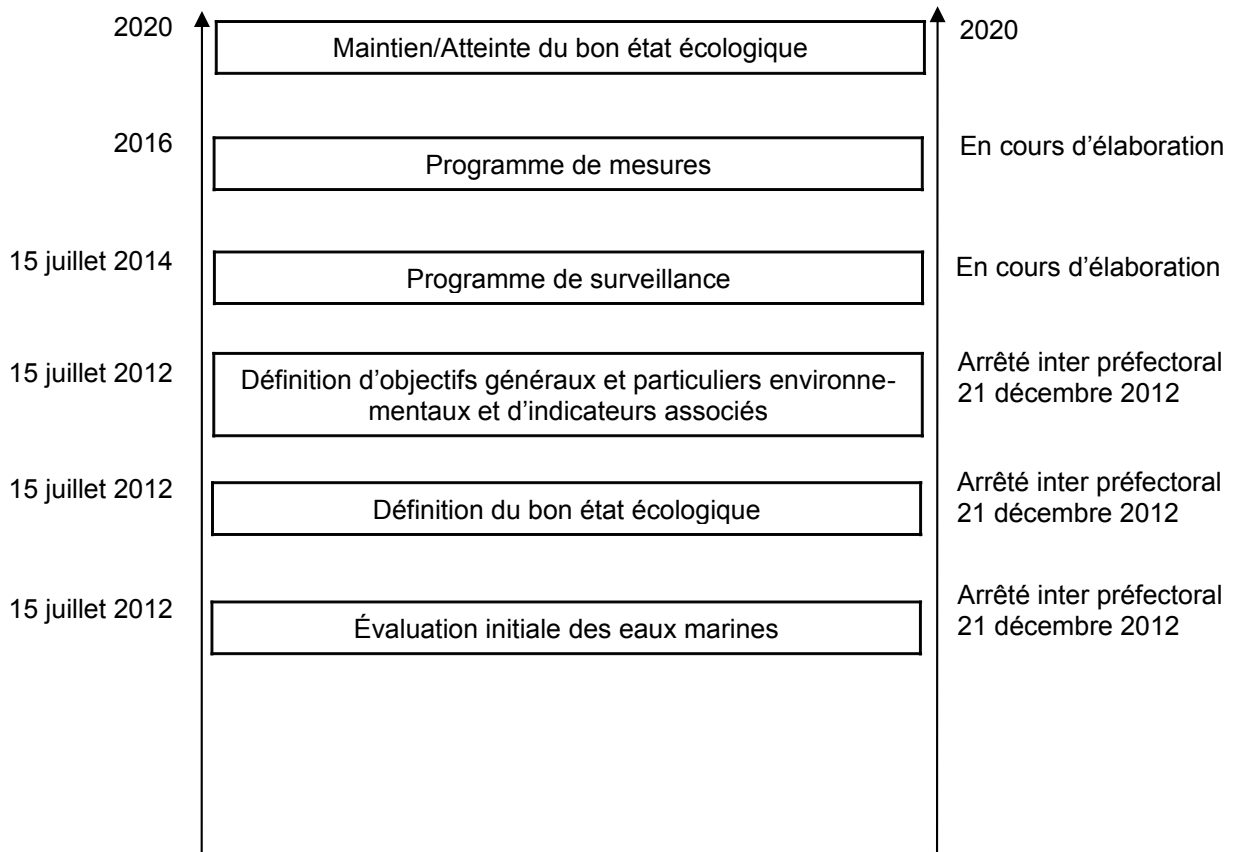 2020
Maintien/Atteinte du bon état écologique
2020
2016
Programme de mesures
En cours d'élaboration
15 juillet 2014
Programme de surveillance
En cours d'élaboration
15 juillet 2012
Définition d'objectifs généraux et particuliers environne-
mentaux et d'indicateurs associés
Arrêté inter préfectoral
21 décembre 2012
15 juillet 2012
Définition du bon état écologique
Arrêté inter préfectoral
21 décembre 2012
15 juillet 2012
Évaluation initiale des eaux marines
Arrêté inter préfectoral
21 décembre 2012